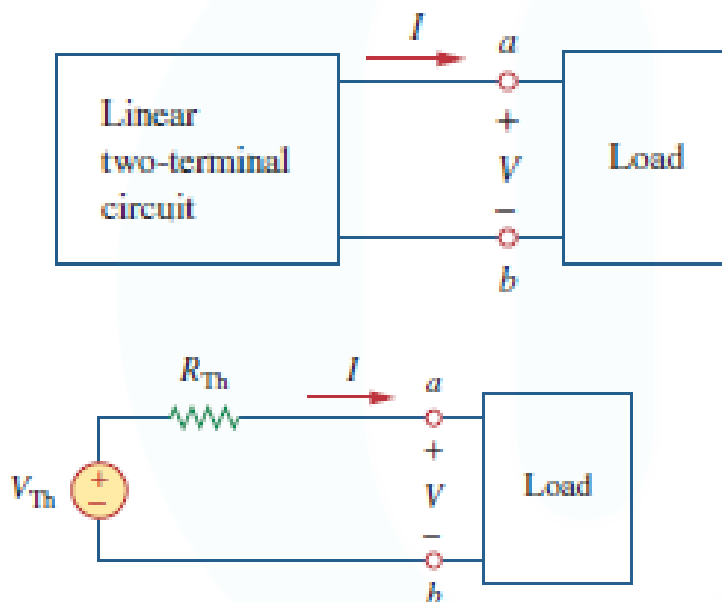 I
a
Linear
two-terminal
circuit
+
V
−
Load
b
R_Th
I
a
V_Th
+
−
+
V
−
Load
b